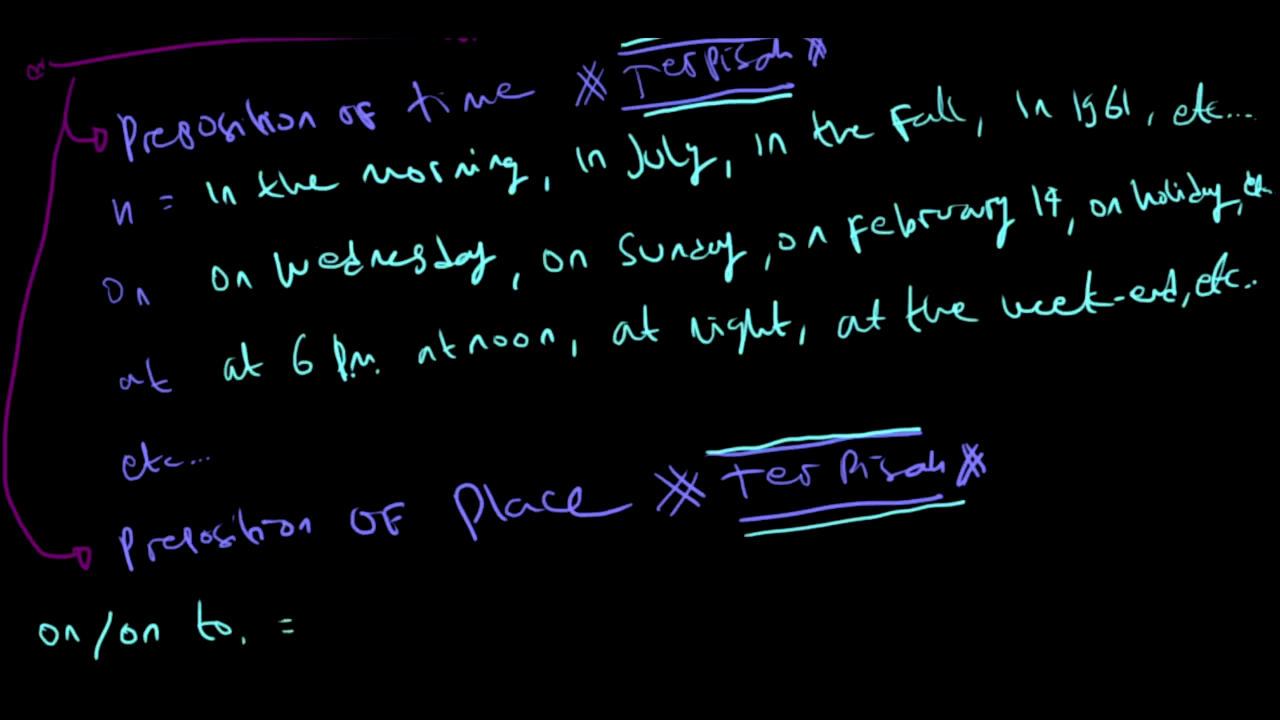 Preposition of time * Terpisah *
n = in the morning, in July, in the Fall, in 1961, etc...
on on Wednesday, on Sunday, on February 14, on holiday, etc
at at 6 P.M. at noon, at night, at the week-end, etc..
etc...
Preposition OF Place * Terpisah *
on/on to. =